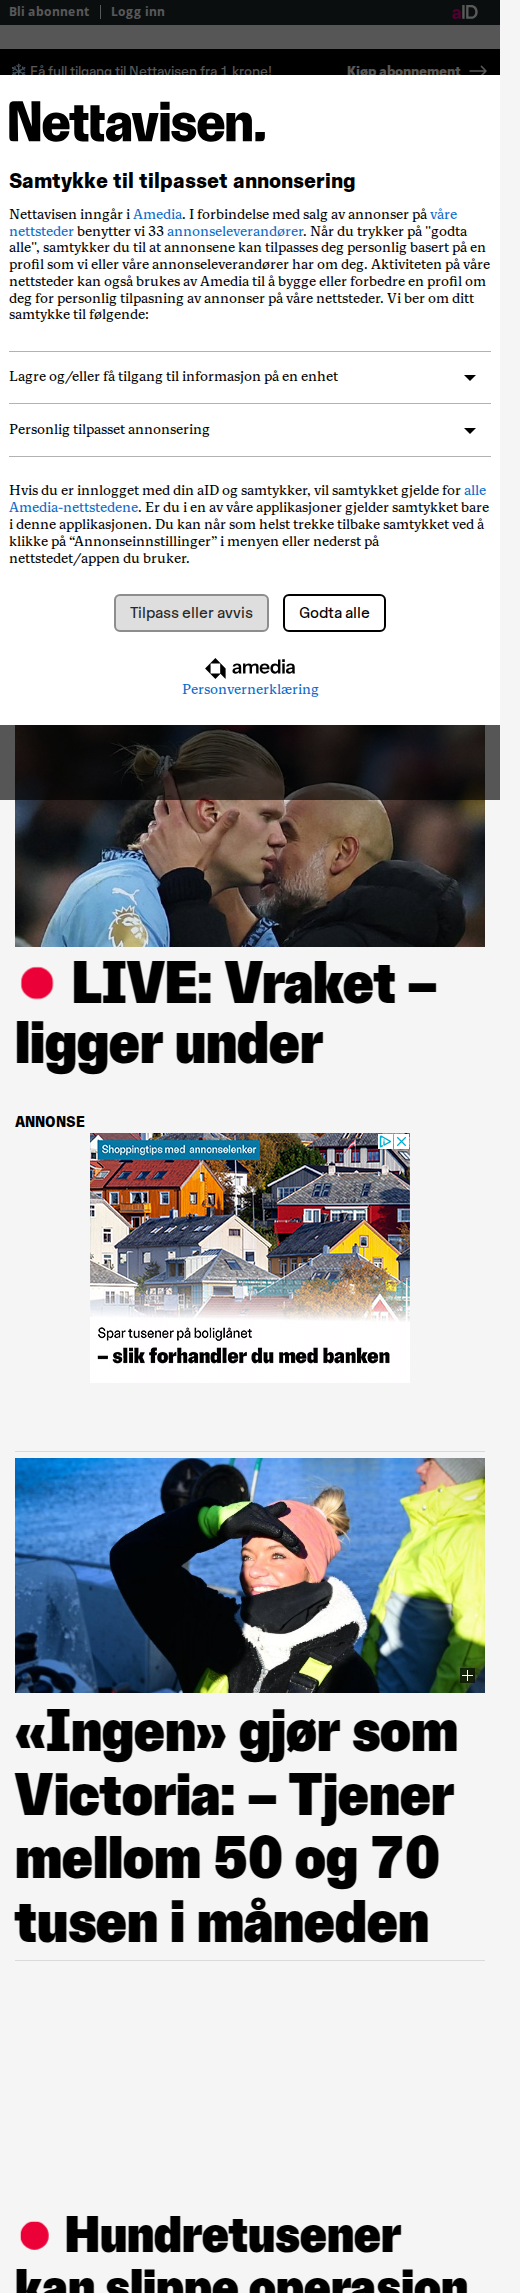 Bli abonnent | Logg inn
aID
Få full tilgang til Nettavisen fra 1 krone!
Kjøp abonnement →
Nettavisen.
Samtykke til tilpasset annonsering
Nettavisen inngår i Amedia. I forbindelse med salg av annonser på våre
nettsteder benytter vi 33 annonseleverandører. Når du trykker på "godta
alle", samtykker du til at annonsene kan tilpasses deg personlig basert på en
profil som vi eller våre annonseleverandører har om deg. Aktiviteten på våre
nettsteder kan også brukes av Amedia til å bygge eller forbedre en profil om
deg for personlig tilpasning av annonser på våre nettsteder. Vi ber om ditt
samtykke til følgende:
Lagre og/eller få tilgang til informasjon på en enhet
Personlig tilpasset annonsering
Hvis du er innlogget med din aID og samtykker, vil samtykket gjelde for alle
Amedia-nettstedene. Er du i en av våre applikasjoner gjelder samtykket bare
i denne applikasjonen. Du kan når som helst trekke tilbake samtykket ved å
klikke på “Annonseinnstillinger” i menyen eller nederst på
nettstedet/appen du bruker.
Tilpass eller avvis
Godta alle
amedia
Personvernerklæring
LIVE: Vraket –
ligger under
ANNONSE
Shoppingtips med annonselenker
Spar tusener på boliglånet
– slik forhandler du med banken
«Ingen» gjør som
Victoria: – Tjener
mellom 50 og 70
tusen i måneden
Hundretusener
kan slippe operasjon